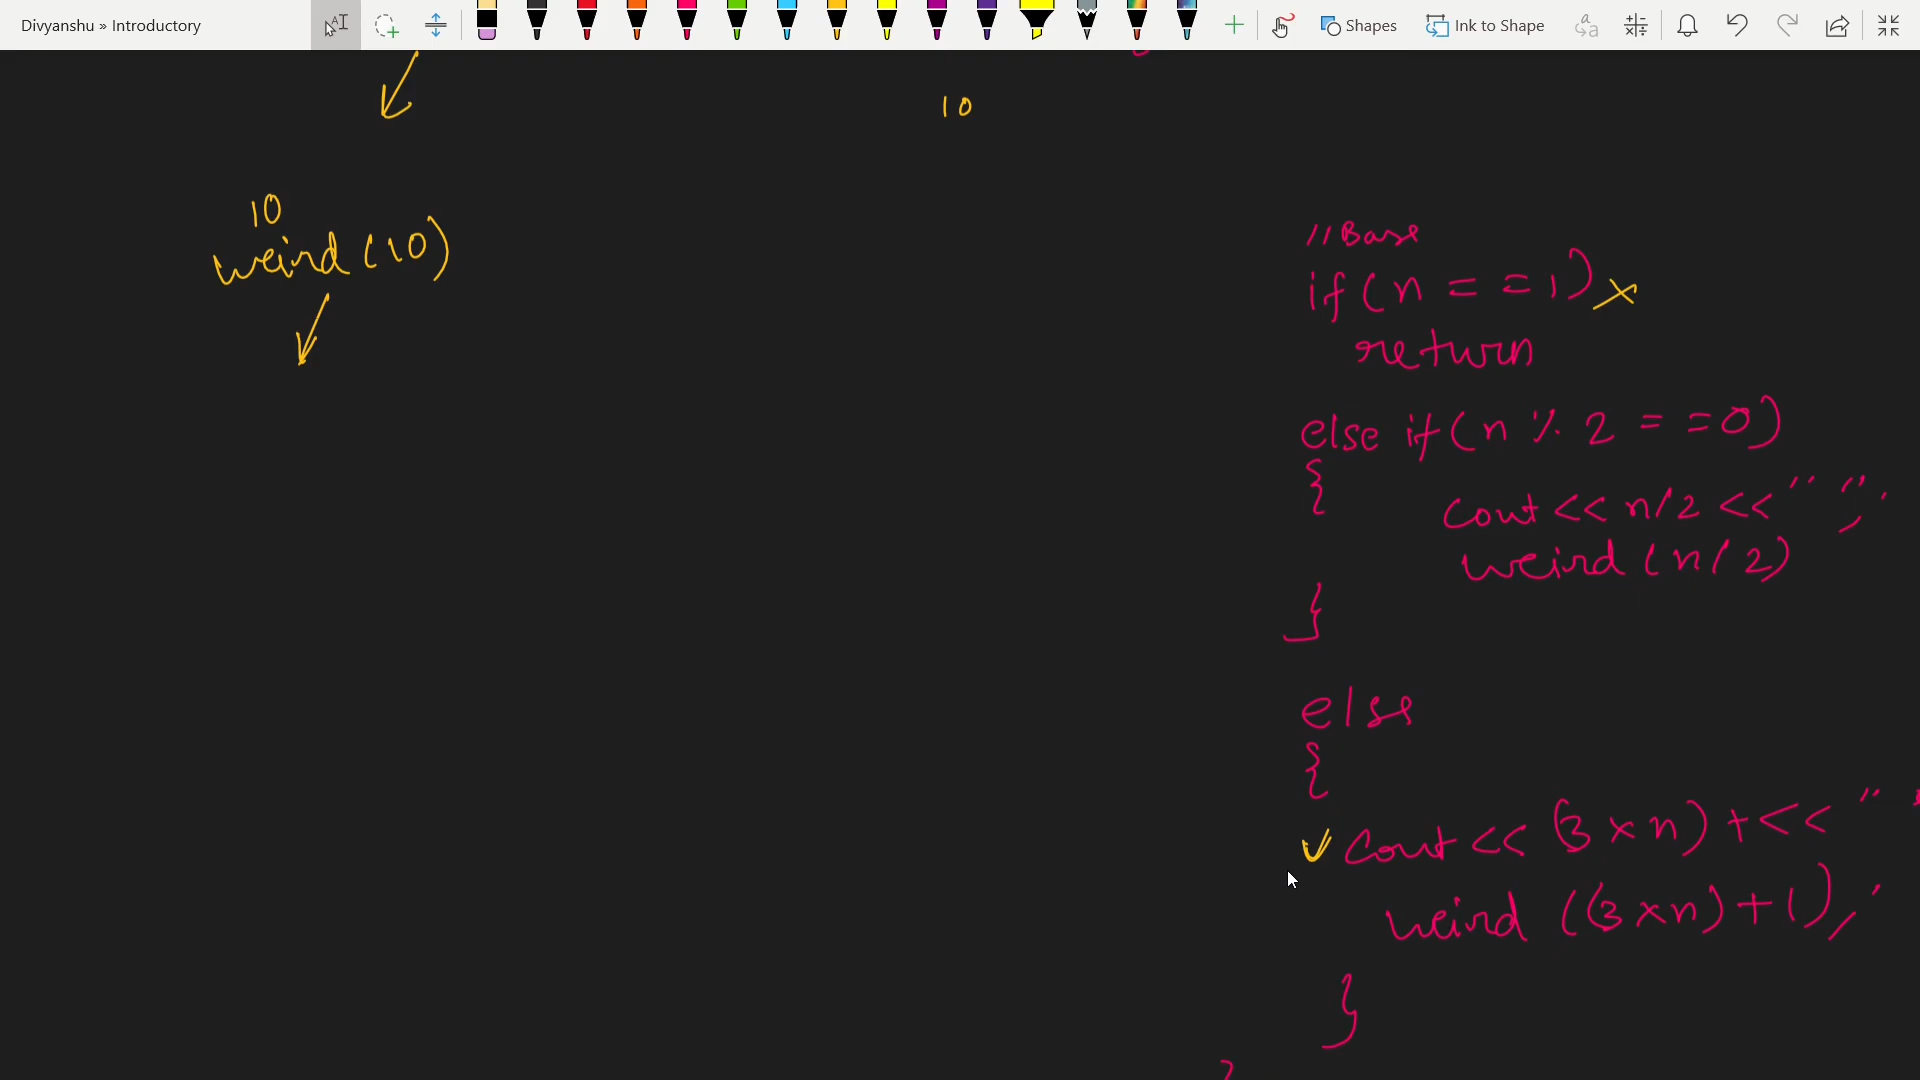 Divyanshu » Introductory
Shapes
Ink to Shape
10
10
weird (10)
// Base
if (n = = 1) x
return
else if (n % 2 = = 0)
{
cout << n/2 << " ";
weird (n/2)
}
else
{
cout << (3 x n) + << "
weird ((3 x n) + 1);
}